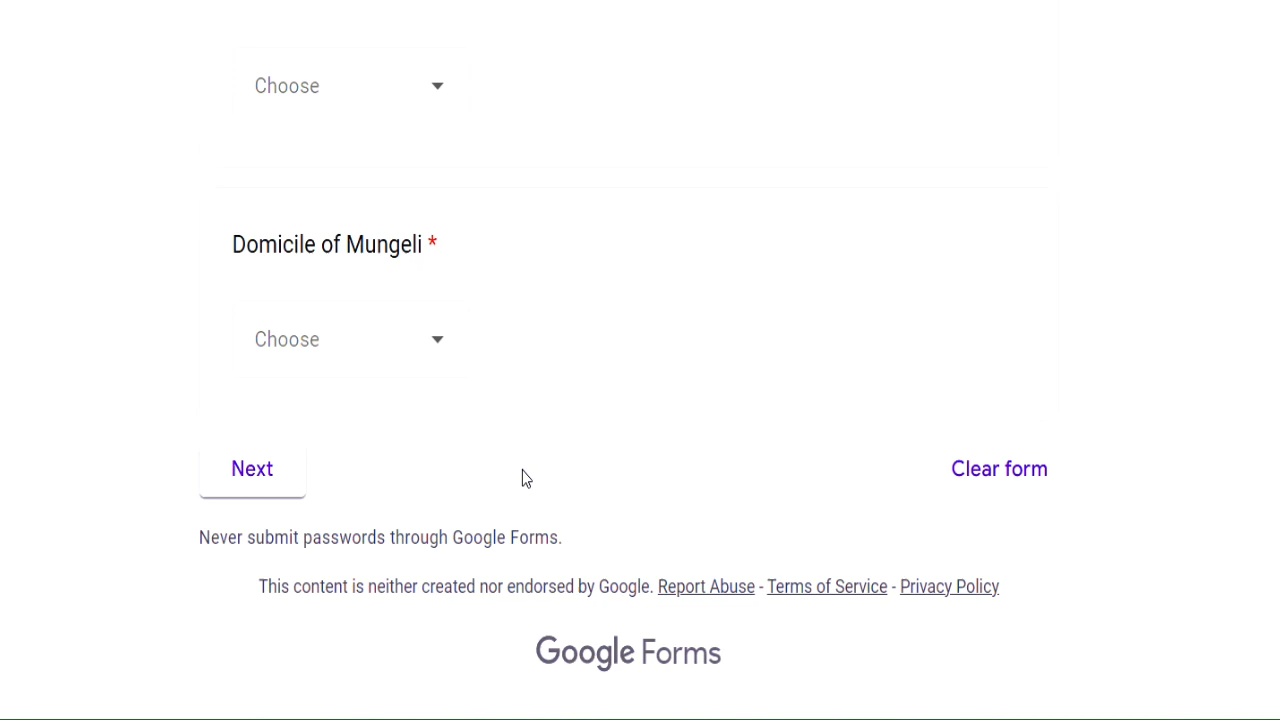 Choose
Domicile of Mungeli *
Choose
Next
Clear form
Never submit passwords through Google Forms.
This content is neither created nor endorsed by Google. Report Abuse - Terms of Service - Privacy Policy
Google Forms